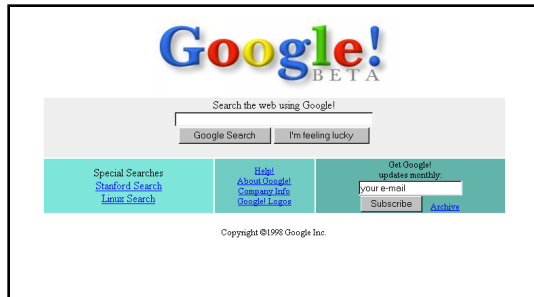 Google!
BETA
Search the web using Google!
Google Search I'm feeling lucky
Special Searches
Stanford Search
Linux Search
Help!
About Google!
Company Info
Google! Logos
Get Google!
updates monthly:
your e-mail
Subscribe Archive
Copyright ©1998 Google Inc.